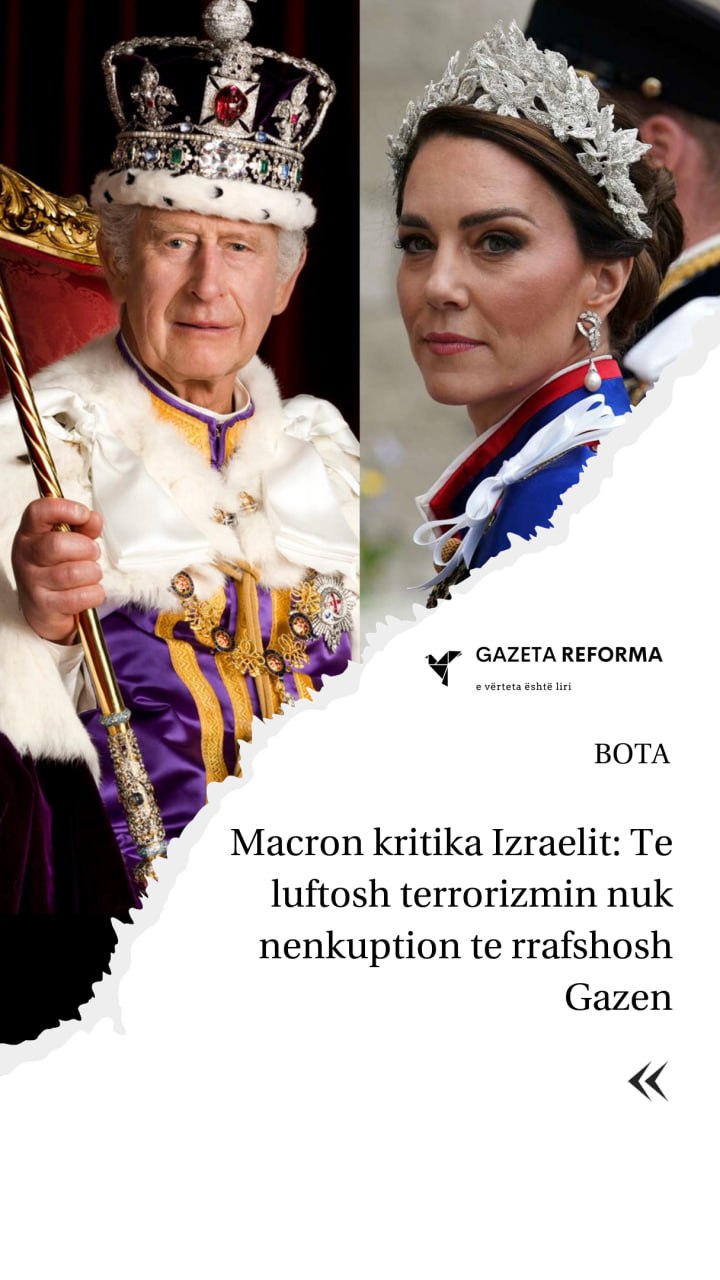 GAZETA REFORMA
e vërteta është liri
BOTA
Macron kritika Izraelit: Te
luftosh terrorizmin nuk
nenkuption te rrafshosh
Gazen